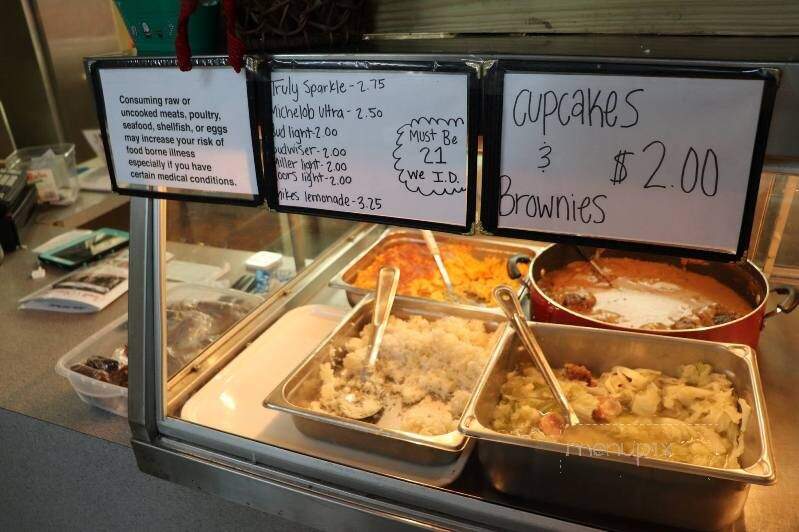 Consuming raw or
uncooked meats, poultry,
seafood, shellfish, or eggs
may increase your risk of
food borne illness
especially if you have
certain medical conditions.
Truly Sparkle - 2.75
Michelob Ultra - 2.50
Bud light - 2.00
Budwiser - 2.00
Miller light - 2.00
Coors light - 2.00
mikes lemonade - 3.25
Must Be
21
We I.D.
Cupcakes
&
Brownies
$2.00
menupix